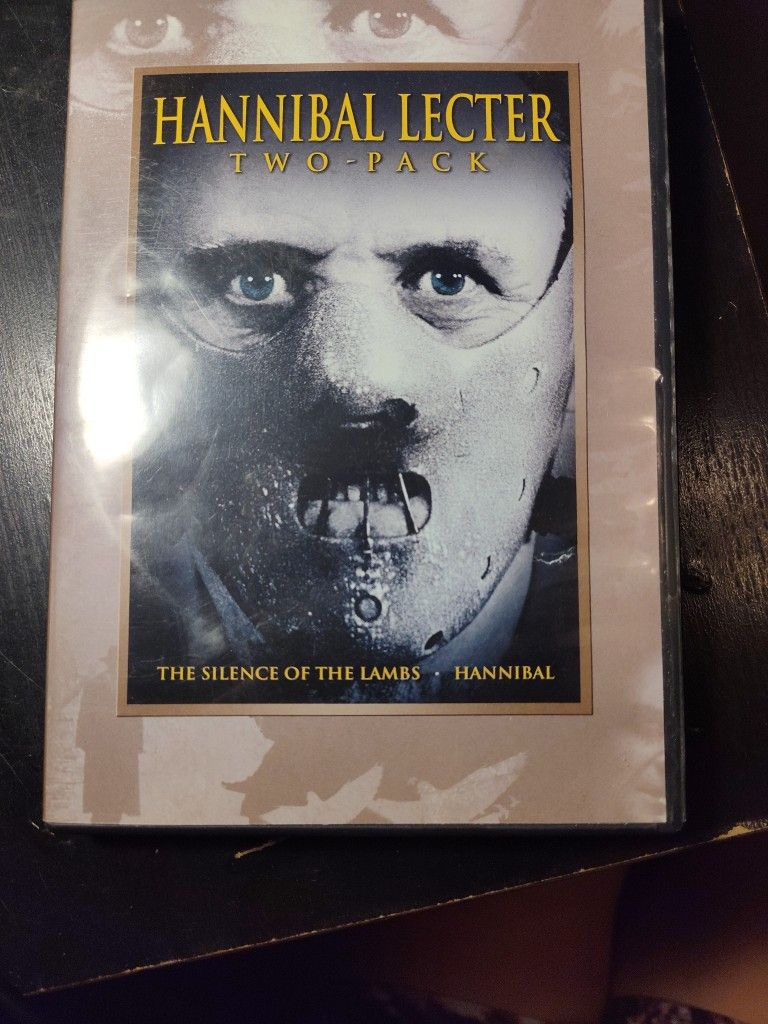 HANNIBAL LECTER
TWO-PACK
THE SILENCE OF THE LAMBS · HANNIBAL